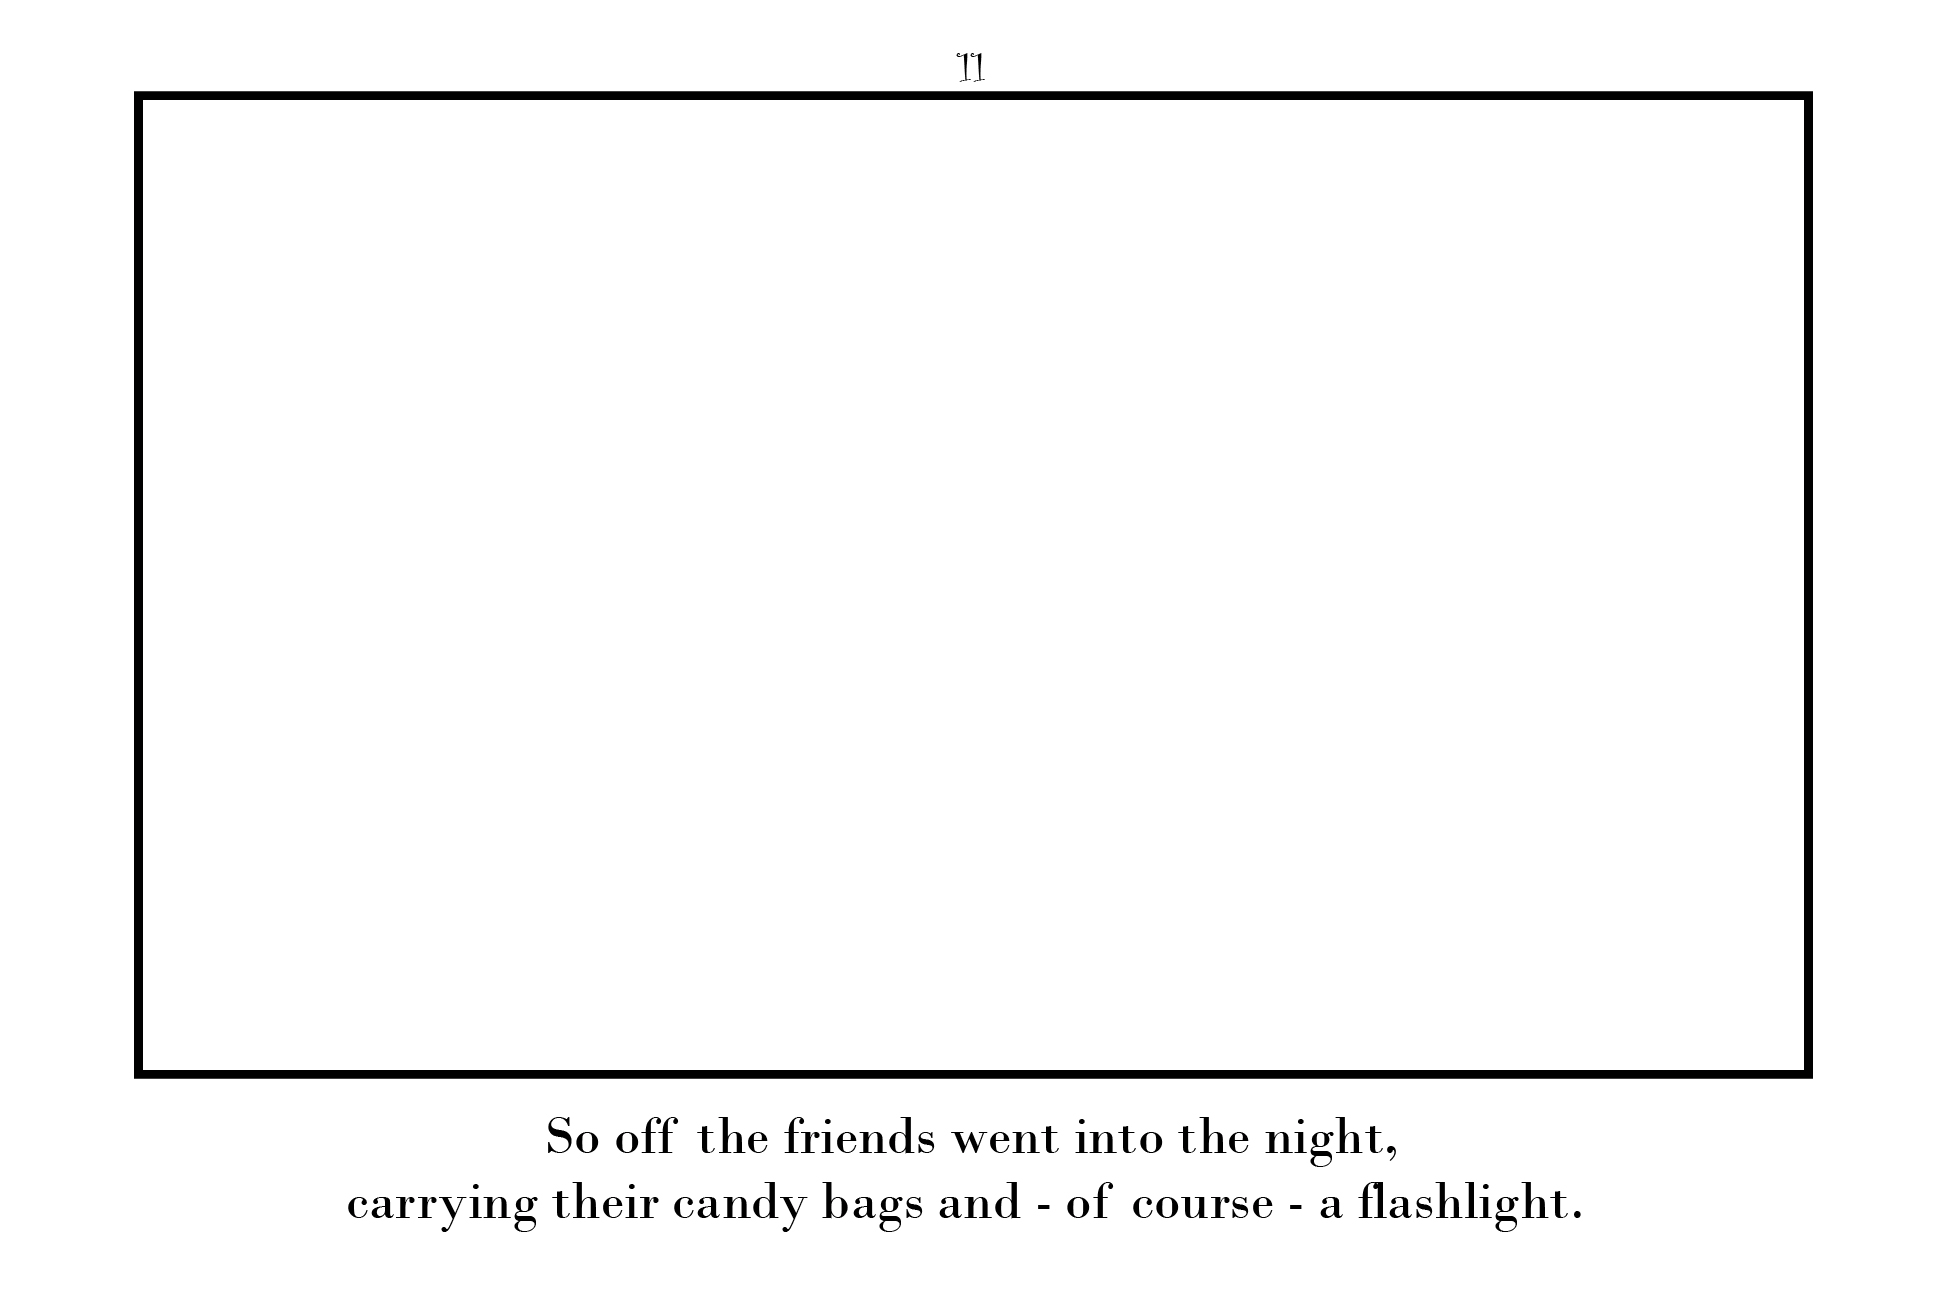 11
So off the friends went into the night,
carrying their candy bags and - of course - a flashlight.